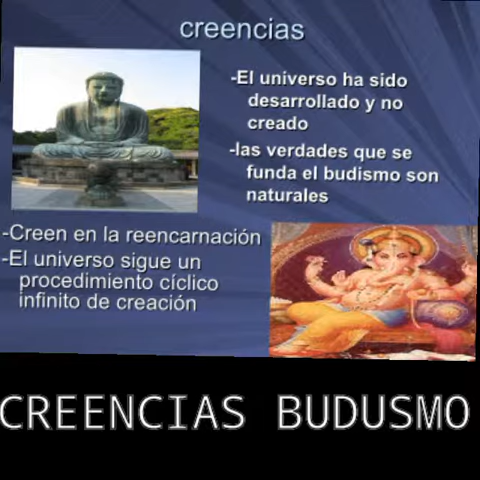 creencias
-El universo ha sido
desarrollado y no
creado
-las verdades que se
funda el budismo son
naturales
-Creen en la reencarnación
-El universo sigue un
procedimiento cíclico
infinito de creación
CREENCIAS BUDUSMO